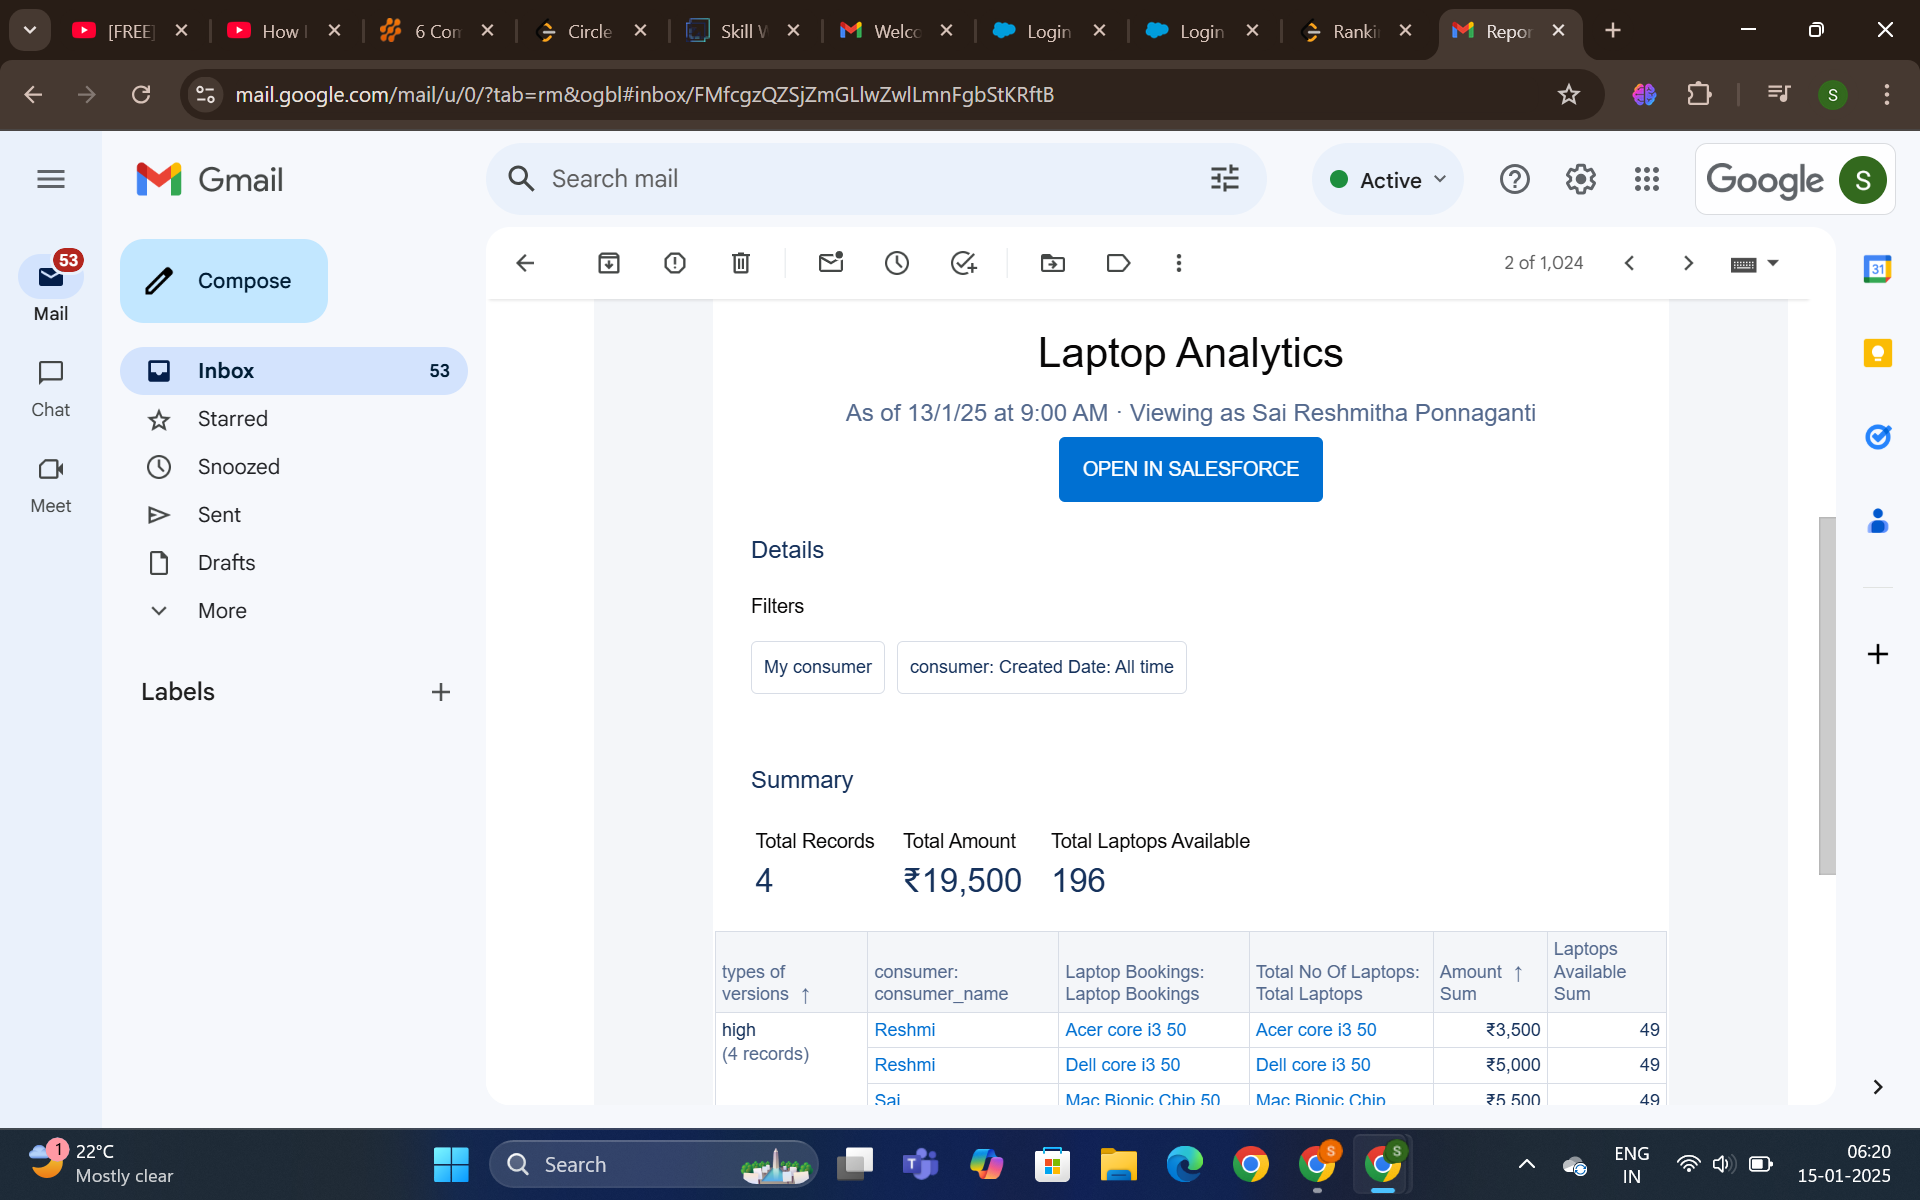 [FREE]
How
6 Con
Circle
Skill W
Welco
Login
Login
Ranki
Repor
mail.google.com/mail/u/0/?tab=rm&ogbl#inbox/FMfcgzQZSjZmGLlwZwlLmnFgbStKRftB
S
Gmail
Search mail
Active
Google
S
53
Mail
Chat
Meet
Compose
Inbox 53
Starred
Snoozed
Sent
Drafts
More
Labels
2 of 1,024
31
Laptop Analytics
As of 13/1/25 at 9:00 AM · Viewing as Sai Reshmitha Ponnaganti
OPEN IN SALESFORCE
Details
Filters
My consumer
consumer: Created Date: All time
Summary
Total Records Total Amount Total Laptops Available
4 ₹19,500 196
types of versions ↑
consumer: consumer_name
Laptop Bookings: Laptop Bookings
Total No Of Laptops: Total Laptops
Amount ↑ Sum
Laptops Available Sum
high Reshmi Acer core i3 50 Acer core i3 50 ₹3,500 49
(4 records)
Reshmi Dell core i3 50 Dell core i3 50 ₹5,000 49
Sai Mac Bionic Chip 50 Mac Bionic Chip ₹5,500 49
1
22°C
Mostly clear
Search
S
S
ENG
IN
06:20
15-01-2025